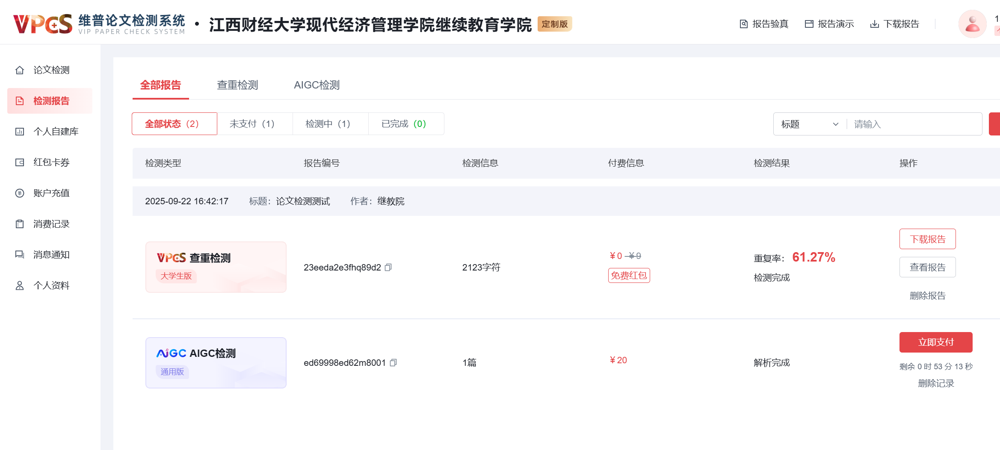 VPCS 维普论文检测系统 · 江西财经大学现代经济管理学院继续教育学院 定制版
VIP PAPER CHECK SYSTEM
报告验真 报告演示 下载报告
论文检测
检测报告
个人自建库
红包卡券
账户充值
消费记录
消息通知
个人资料
全部报告 查重检测 AIGC检测
全部状态（2） 未支付（1） 检测中（1） 已完成（0）
标题 请输入
检测类型 报告编号 检测信息 付费信息 检测结果 操作
2025-09-22 16:42:17 标题：论文检测测试 作者：继教院
VPCS 查重检测
大学生版
23eeda2e3fhq89d2
2123字符
¥0 ¥9
免费红包
重复率：61.27%
检测完成
下载报告
查看报告
删除报告
AIGC AIGC检测
通用版
ed69998ed62m8001
1篇
¥20
解析完成
立即支付
剩余 0 时 53 分 13 秒
删除记录